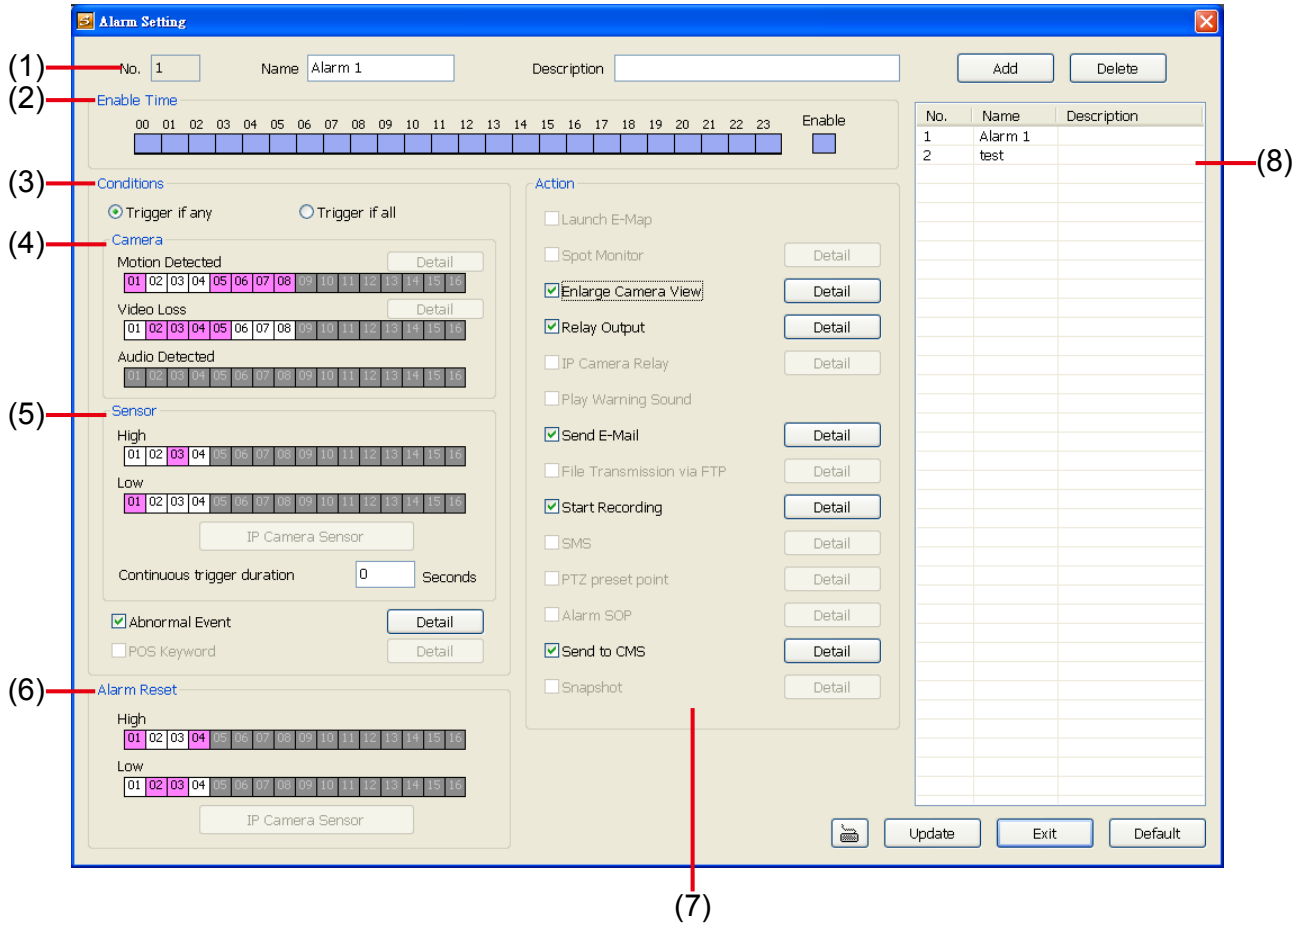 Alarm Setting
(1) No. 1 Name Alarm 1 Description Add Delete
(2) Enable Time
00 01 02 03 04 05 06 07 08 09 10 11 12 13 14 15 16 17 18 19 20 21 22 23 Enable
No. Name Description
1 Alarm 1
2 test
(8)
(3) Conditions
Trigger if any Trigger if all
(4) Camera
Motion Detected Detail
01 02 03 04 05 06 07 08 09 10 11 12 13 14 15 16
Video Loss Detail
01 02 03 04 05 06 07 08 09 10 11 12 13 14 15 16
Audio Detected
01 02 03 04 05 06 07 08 09 10 11 12 13 14 15 16
(5) Sensor
High
01 02 03 04 05 06 07 08 09 10 11 12 13 14 15 16
Low
01 02 03 04 05 06 07 08 09 10 11 12 13 14 15 16
IP Camera Sensor
Continuous trigger duration 0 Seconds
Abnormal Event Detail
POS Keyword Detail
(6) Alarm Reset
High
01 02 03 04 05 06 07 08 09 10 11 12 13 14 15 16
Low
01 02 03 04 05 06 07 08 09 10 11 12 13 14 15 16
IP Camera Sensor
Action
Launch E-Map
Spot Monitor Detail
Enlarge Camera View Detail
Relay Output Detail
IP Camera Relay Detail
Play Warning Sound
Send E-Mail Detail
File Transmission via FTP Detail
Start Recording Detail
SMS Detail
PTZ preset point Detail
Alarm SOP Detail
Send to CMS Detail
Snapshot Detail
(7)
Update Exit Default